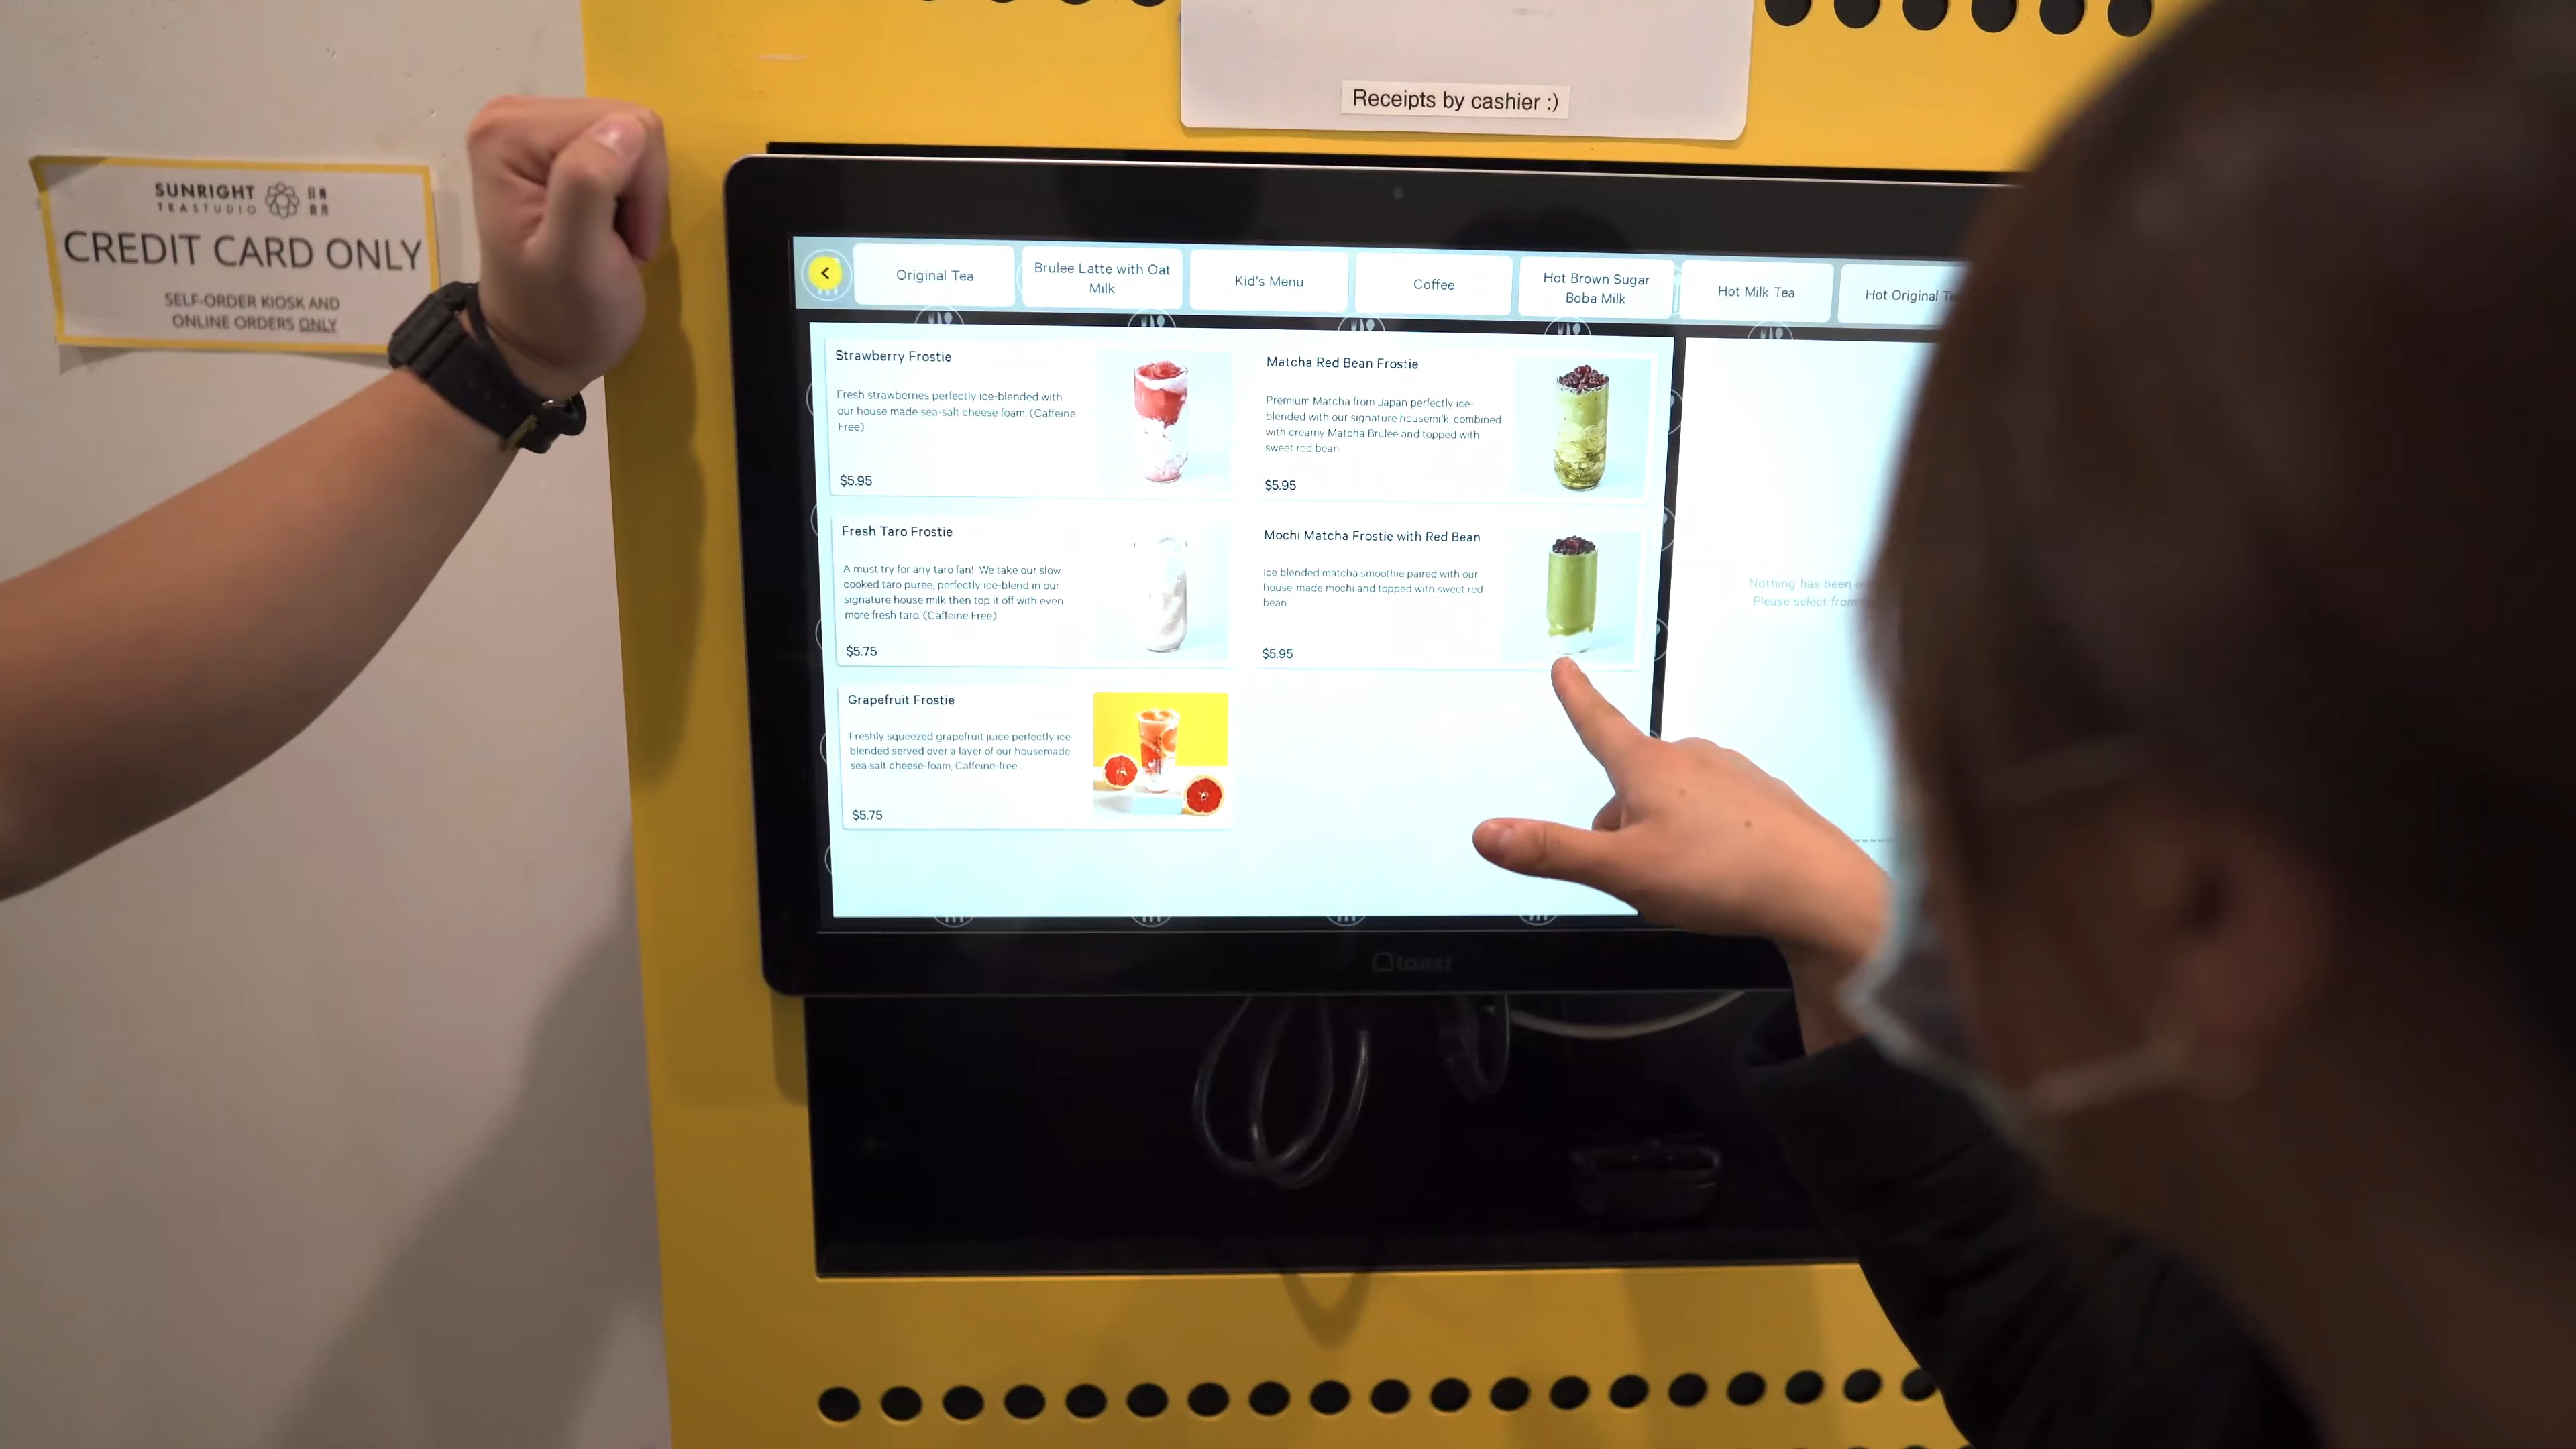 Receipts by cashier :)
SUNRIGHT
TEASTUDIO
CREDIT CARD ONLY
SELF-ORDER KIOSK AND
ONLINE ORDERS ONLY
Original Tea
Brulee Latte with Oat
Milk
Kid's Menu
Coffee
Hot Brown Sugar
Boba Milk
Hot Milk Tea
Hot Original
Strawberry Frostie
Fresh strawberries perfectly ice-blended with
our house made sea-salt cheese foam. (Caffeine
Free)
$5.95
Matcha Red Bean Frostie
Premium Matcha from Japan perfectly ice-
blended with our signature housemilk, combined
with creamy Matcha Brulee and topped with
sweet red bean
$5.95
Fresh Taro Frostie
A must try for any taro fan! We take our slow
cooked taro puree, perfectly ice-blend in our
signature house milk then top it off with even
more fresh taro. (Caffeine Free)
$5.75
Mochi Matcha Frostie with Red Bean
Ice blended matcha smoothie paired with our
house-made mochi and topped with sweet red
bean
$5.95
Grapefruit Frostie
Freshly squeezed grapefruit juice perfectly ice-
blended served over a layer of our housemade
sea salt cheese-foam, Caffeine-free.
$5.75
Nothing has been
Please select from
toast